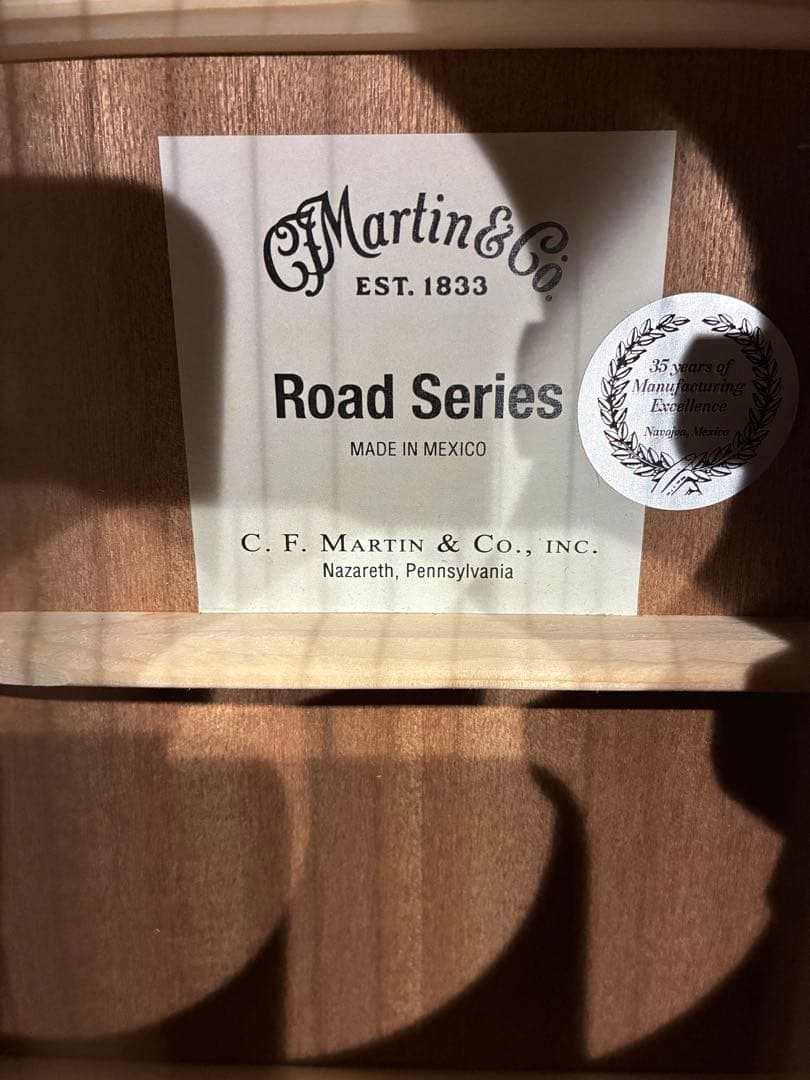 CFMartin & Co.
EST. 1833
Road Series
MADE IN MEXICO
C. F. MARTIN & CO., INC.
Nazareth, Pennsylvania
35 years of
Manufacturing
Excellence
Navojoa, Mexico